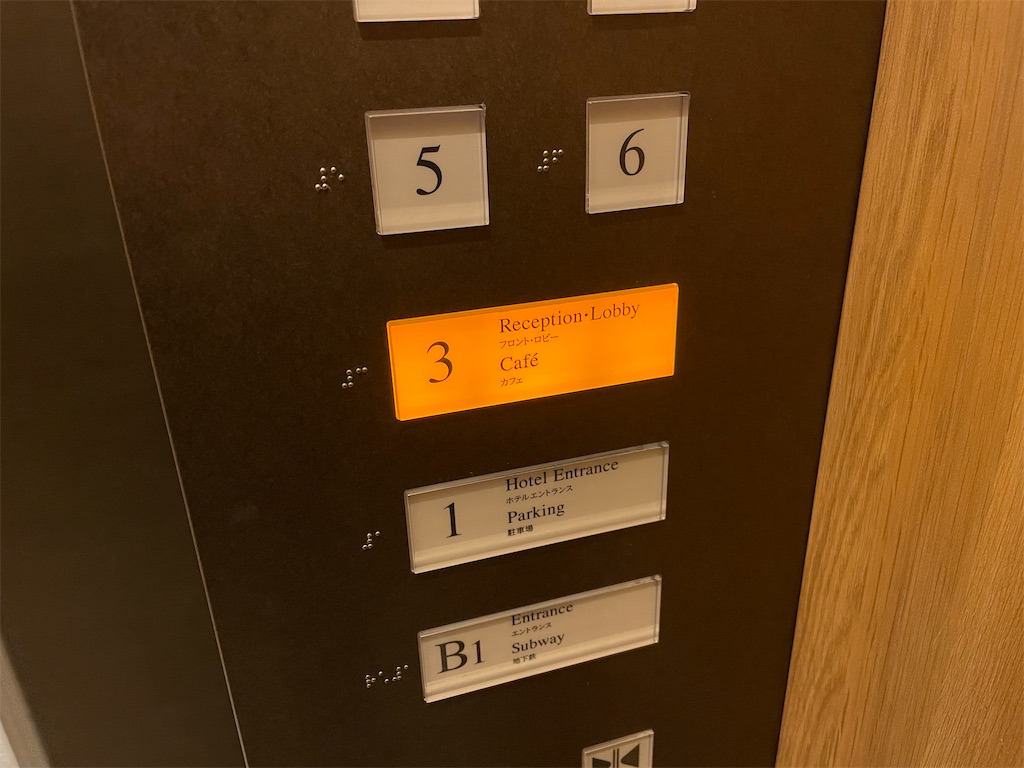 5
6
3
Reception・Lobby
フロント・ロビー
Café
カフェ
1
Hotel Entrance
ホテルエントランス
Parking
駐車場
B1
Entrance
エントランス
Subway
地下鉄